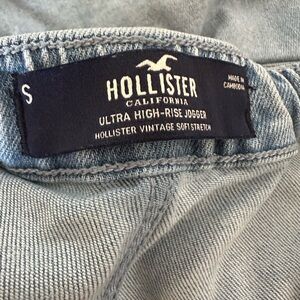 S
HOLLISTER
CALIFORNIA
ULTRA HIGH-RISE JOGGER
HOLLISTER VINTAGE SOFT STRETCH
MADE IN
CAMBODIA